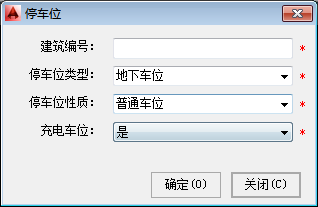 停车位
建筑编号：
*
停车位类型： 地下车位 *
停车位性质： 普通车位 *
充电车位： 是 *
确定(O) 关闭(C)